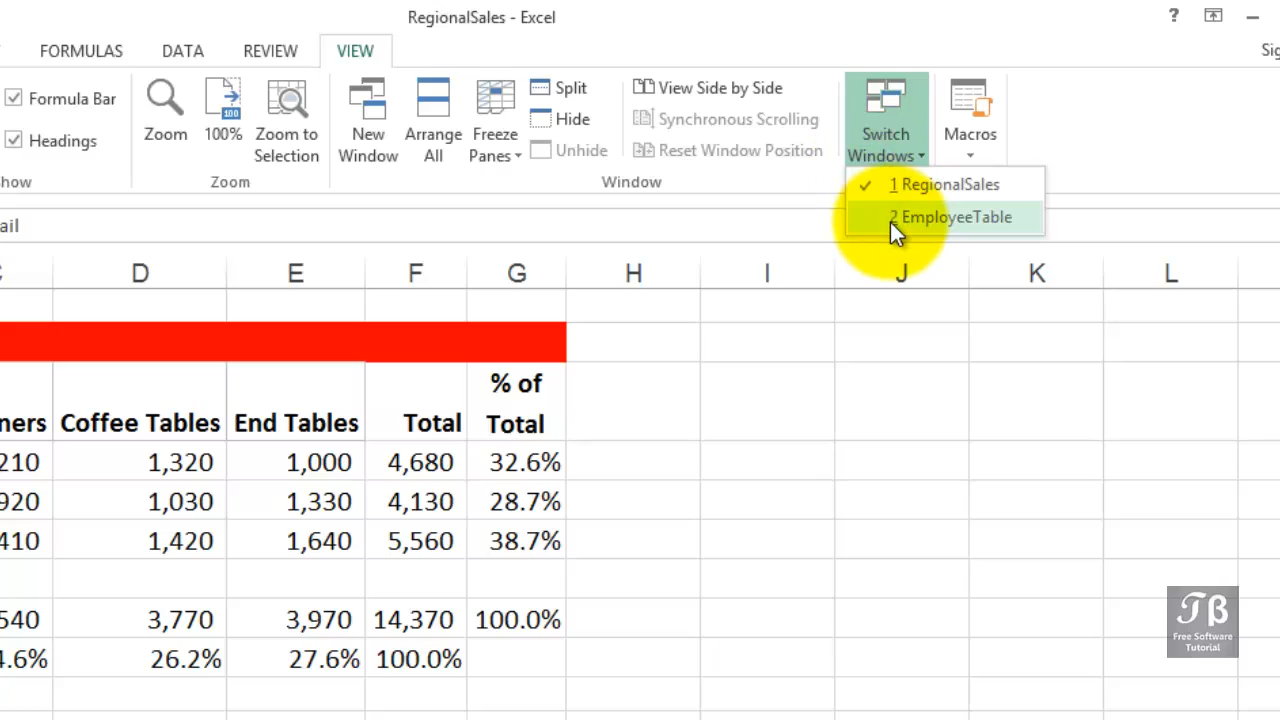 RegionalSales - Excel
?
FORMULAS DATA REVIEW VIEW
Formula Bar
Headings
Zoom
100
100%
Zoom to
Selection
Zoom
New
Window
Arrange
All
Freeze
Panes
Split
Hide
Unhide
View Side by Side
Synchronous Scrolling
Reset Window Position
Window
Switch
Windows
Macros
1 RegionalSales
2 EmployeeTable
ail
D E F G H I J K L
% of
Coffee Tables End Tables Total Total
210 1,320 1,000 4,680 32.6%
920 1,030 1,330 4,130 28.7%
410 1,420 1,640 5,560 38.7%
540 3,770 3,970 14,370 100.0%
4.6% 26.2% 27.6% 100.0%
Free Software
Tutorial